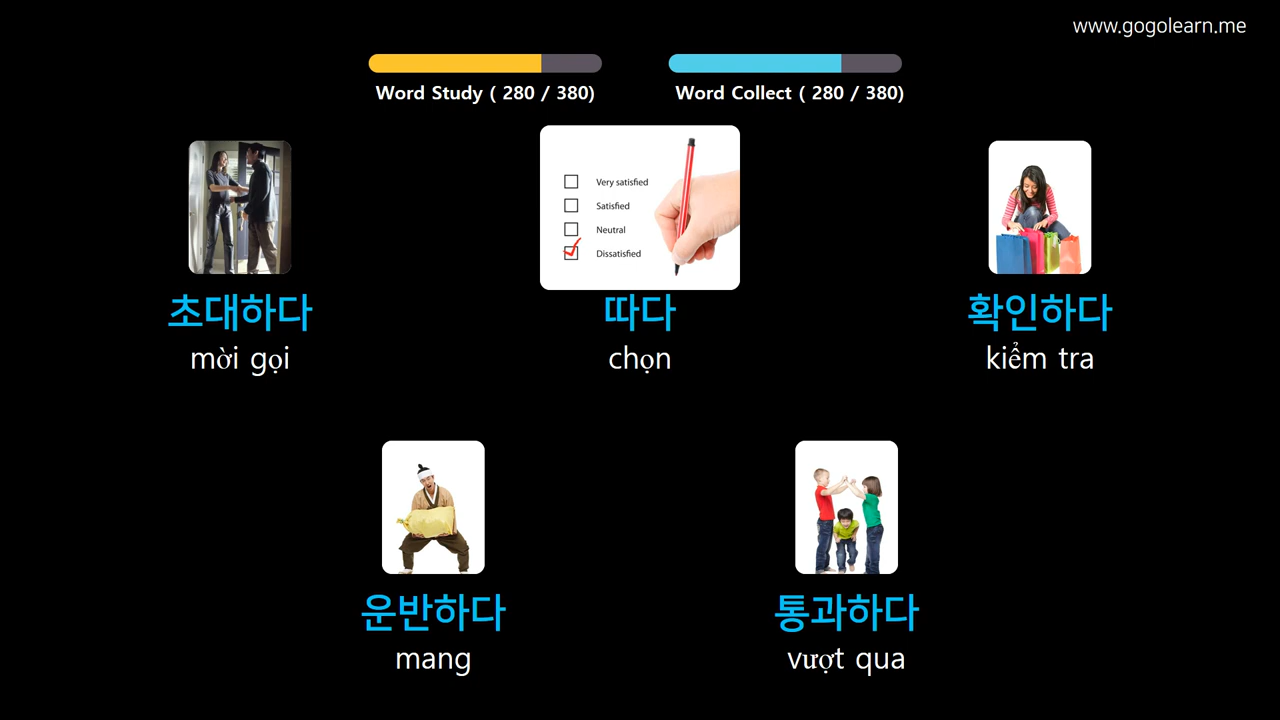 www.gogolearn.me
Word Study ( 280 / 380)
Word Collect ( 280 / 380)
Very satisfied
Satisfied
Neutral
Dissatisfied
초대하다
따다
확인하다
mời gọi
chọn
kiểm tra
운반하다
통과하다
mang
vượt qua